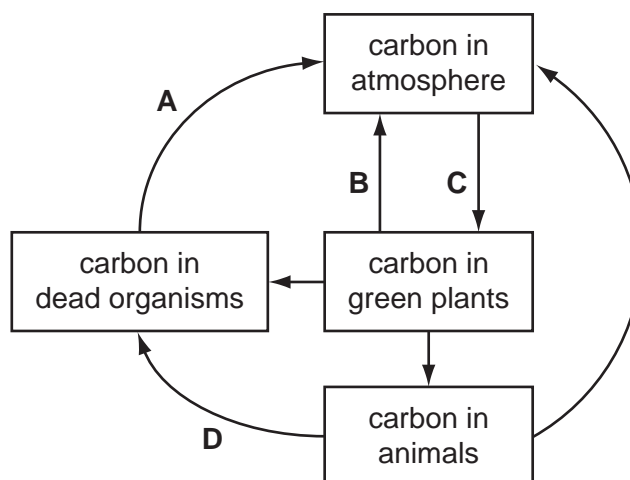 carbon in
atmosphere
A
B
C
carbon in
dead organisms
carbon in
green plants
D
carbon in
animals